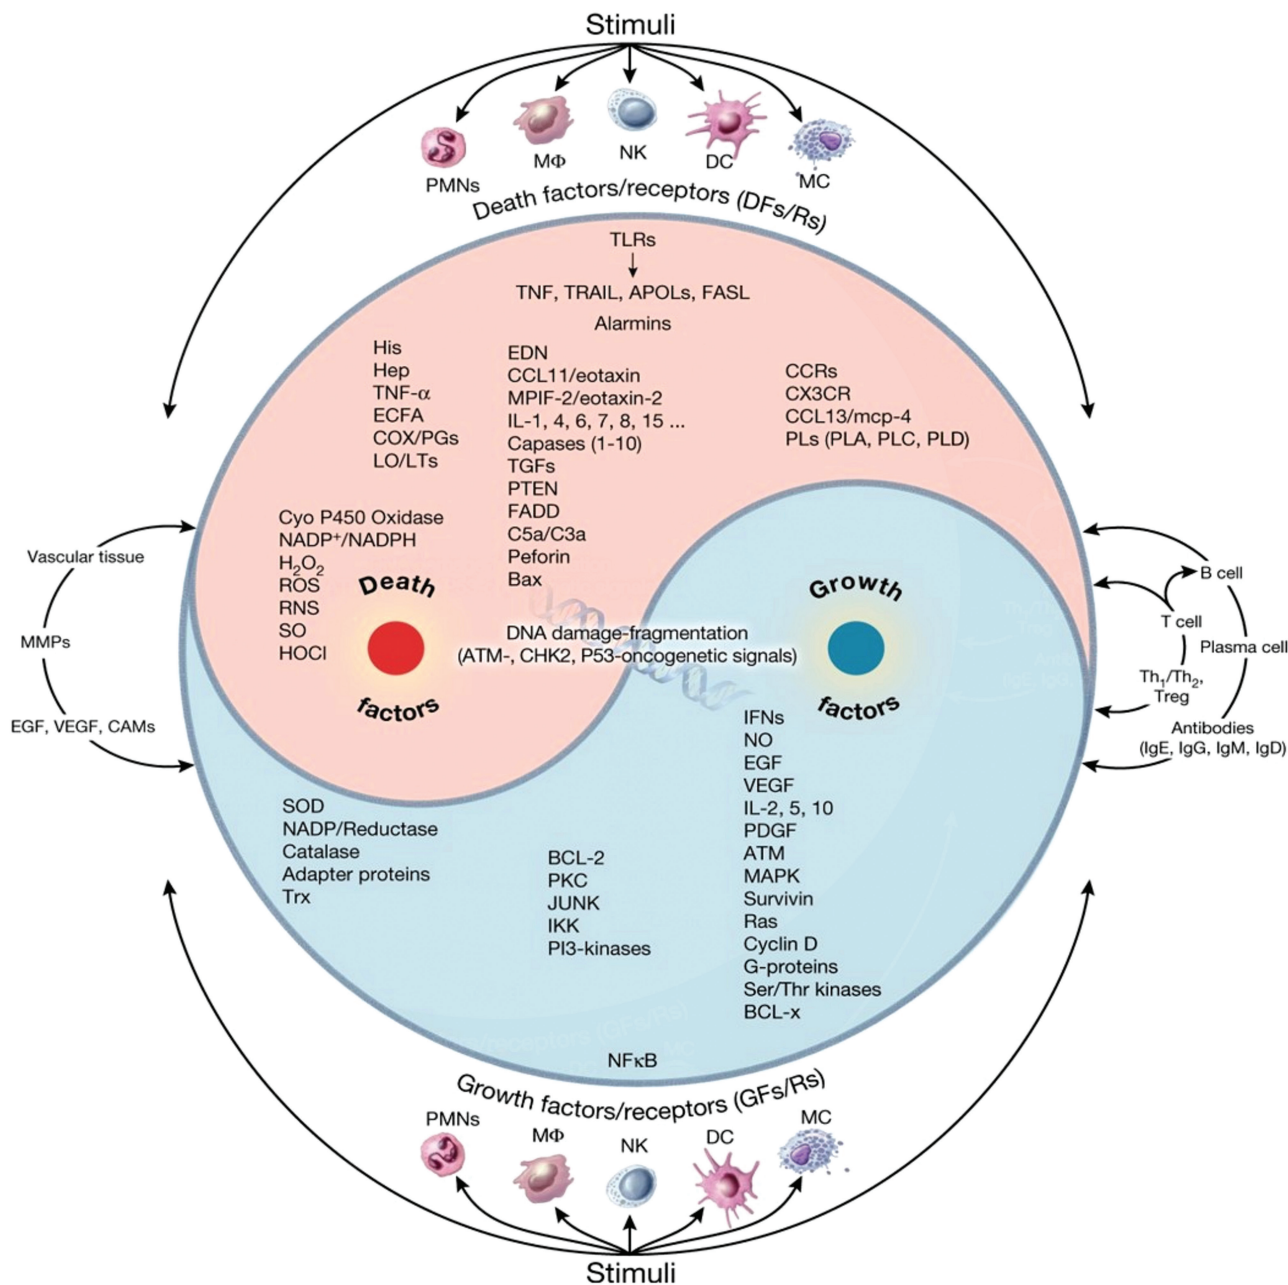 Stimuli
PMNs
MΦ
NK
DC
MC
Death factors/receptors (DFs/Rs)
TLRs
TNF, TRAIL, APOLs, FASL
Alarmins
His
Hep
TNF-α
ECFA
COX/PGs
LO/LTs
EDN
CCL11/eotaxin
MPIF-2/eotaxin-2
IL-1, 4, 6, 7, 8, 15 ...
Capases (1-10)
TGFs
PTEN
FADD
C5a/C3a
Peforin
Bax
CCRs
CX3CR
CCL13/mcp-4
PLs (PLA, PLC, PLD)
Cyo P450 Oxidase
NADP⁺/NADPH
H₂O₂
ROS
RNS
SO
HOCl
Death
factors
Growth
factors
DNA damage-fragmentation
(ATM-, CHK2, P53-oncogenetic signals)
Vascular tissue
MMPs
EGF, VEGF, CAMs
B cell
T cell
Plasma cell
Th₁/Th₂,
Treg
Antibodies
(IgE, IgG, IgM, IgD)
SOD
NADP/Reductase
Catalase
Adapter proteins
Trx
BCL-2
PKC
JUNK
IKK
PI3-kinases
IFNs
NO
EGF
VEGF
IL-2, 5, 10
PDGF
ATM
MAPK
Survivin
Ras
Cyclin D
G-proteins
Ser/Thr kinases
BCL-x
NFκB
Growth factors/receptors (GFs/Rs)
PMNs
MΦ
NK
DC
MC
Stimuli